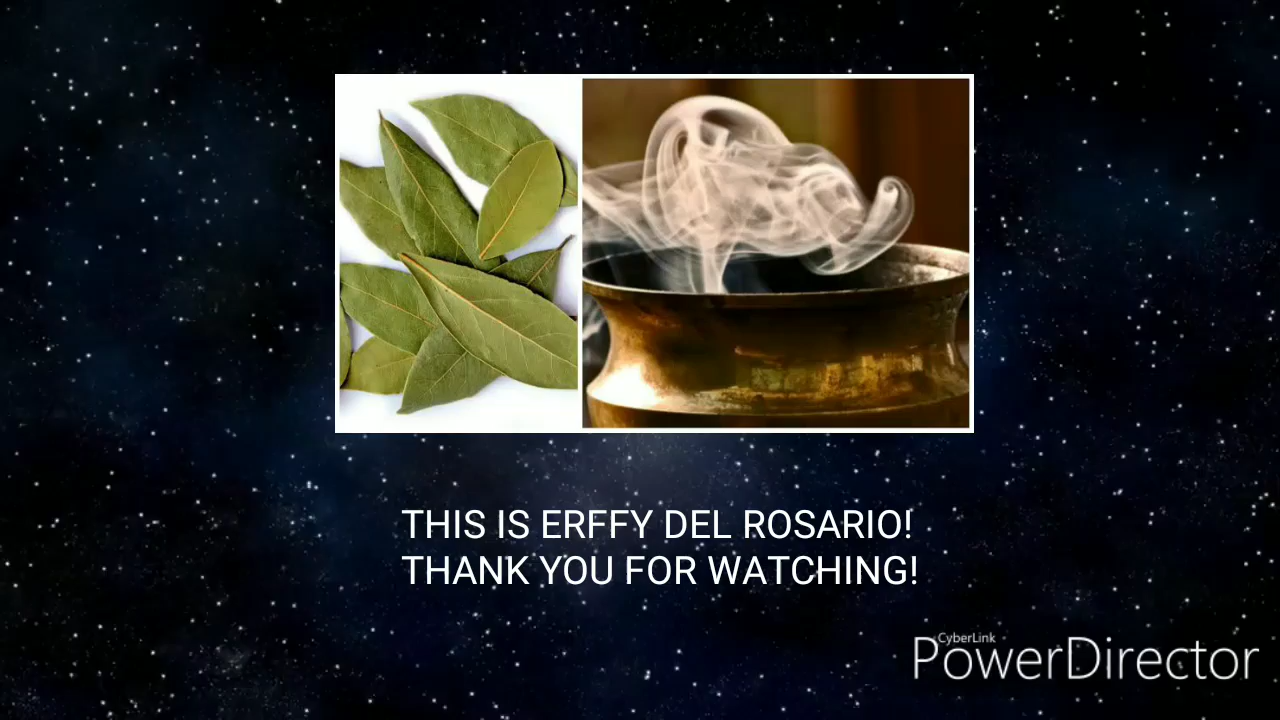 THIS IS ERFFY DEL ROSARIO!
THANK YOU FOR WATCHING!
CyberLink
PowerDirector